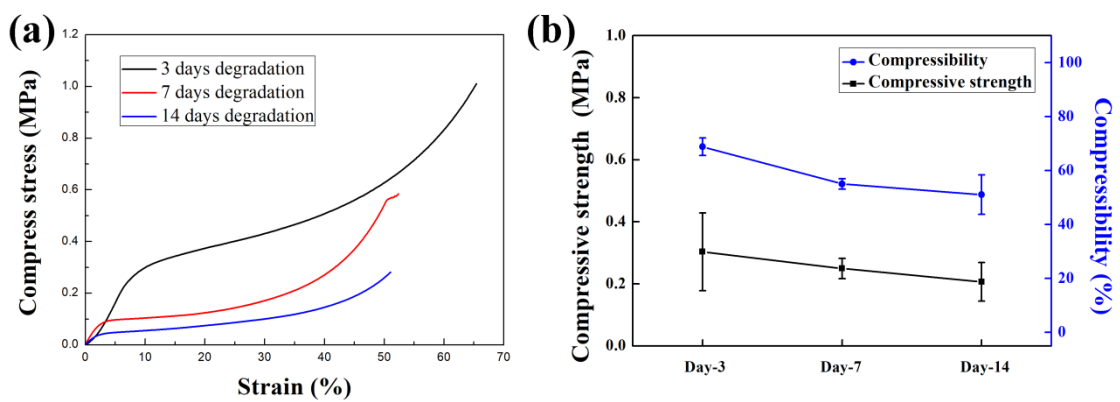 (a)
Compress stress (MPa)
1.2
1.0
0.8
0.6
0.4
0.2
0.0
3 days degradation
7 days degradation
14 days degradation
0 10 20 30 40 50 60 70
Strain (%)
(b)
Compressive strength (MPa)
1.0
0.8
0.6
0.4
0.2
0.0
Compressibility
Compressive strength
100
80
60
40
20
0
Compressibility (%)
Day-3 Day-7 Day-14